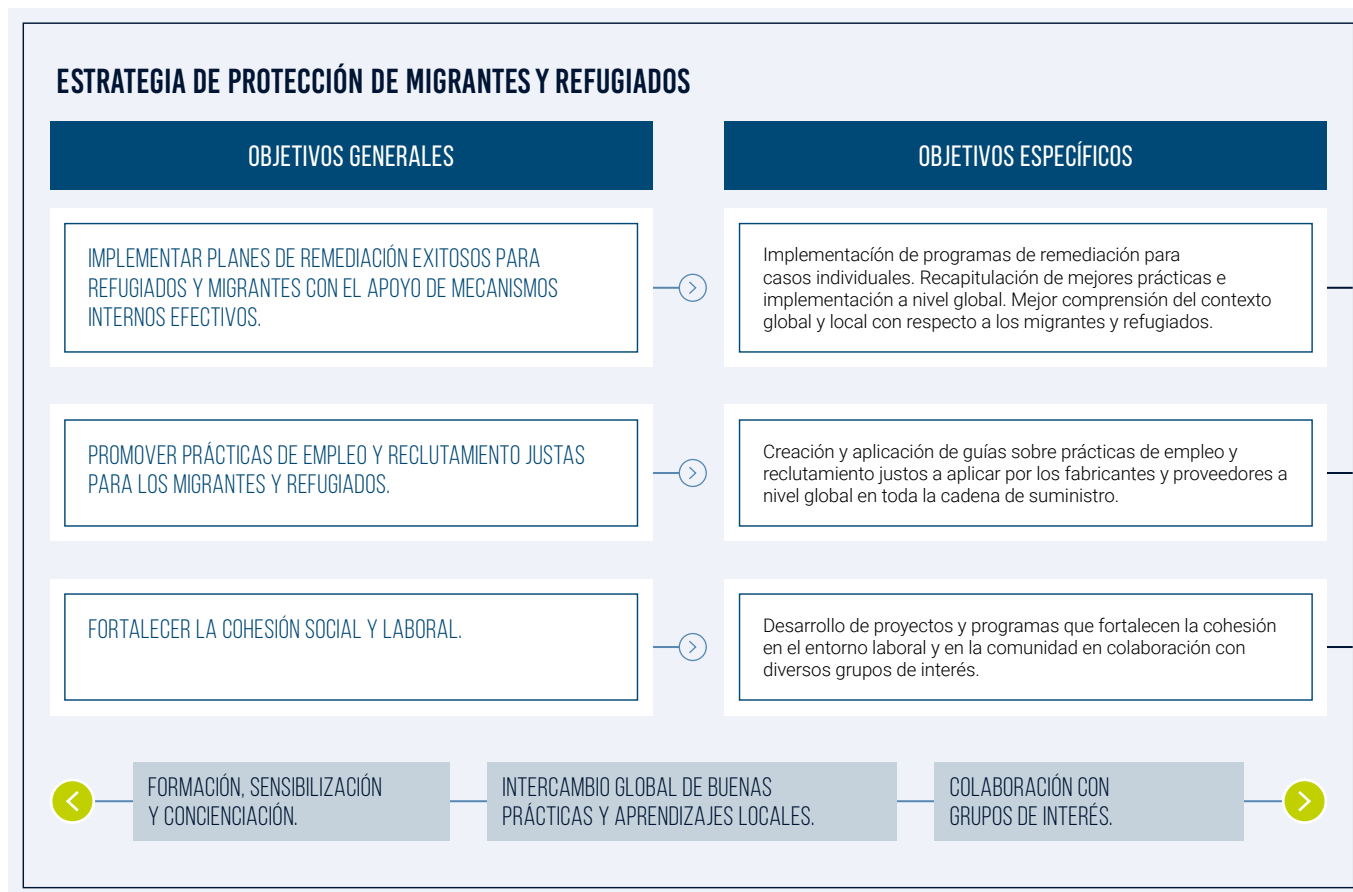 ESTRATEGIA DE PROTECCIÓN DE MIGRANTES Y REFUGIADOS
OBJETIVOS GENERALES
OBJETIVOS ESPECÍFICOS
IMPLEMENTAR PLANES DE REMEDIACIÓN EXITOSOS PARA
REFUGIADOS Y MIGRANTES CON EL APOYO DE MECANISMOS
INTERNOS EFECTIVOS.
Implementacíín de programas de remediación para
casos individuales. Recapitulación de mejores prácticas e
implementación a nivel global. Mejor comprensión del contexto
global y local con respecto a los migrantes y refugiados.
PROMOVER PRÁCTICAS DE EMPLEO Y RECLUTAMIENTO JUSTAS
PARA LOS MIGRANTES Y REFUGIADOS.
Creación y aplicación de guías sobre prácticas de empleo y
reclutamiento justos a aplicar por los fabricantes y proveedores a
nivel global en toda la cadena de suministro.
FORTALECER LA COHESIÓN SOCIAL Y LABORAL.
Desarrollo de proyectos y programas que fortalecen la cohesión
en el entorno laboral y en la comunidad en colaboración con
diversos grupos de interés.
FORMACIÓN, SENSIBILIZACIÓN
Y CONCIENCIACIÓN.
INTERCAMBIO GLOBAL DE BUENAS
PRÁCTICAS Y APRENDIZAJES LOCALES.
COLABORACIÓN CON
GRUPOS DE INTERÉS.